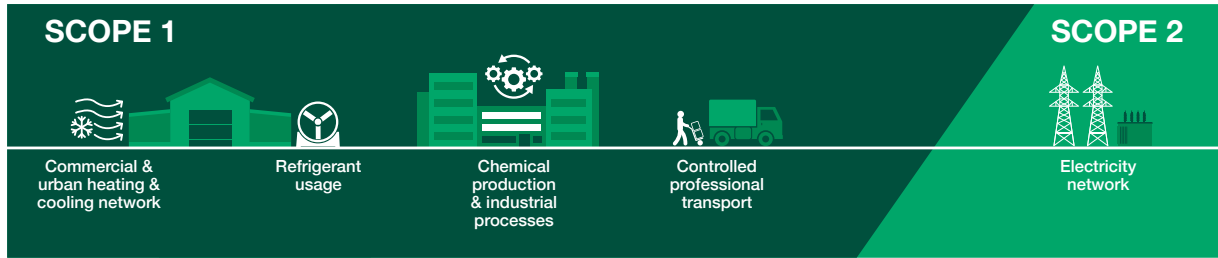 SCOPE 1
SCOPE 2
Commercial &
urban heating &
cooling network
Refrigerant
usage
Chemical
production
& industrial
processes
Controlled
professional
transport
Electricity
network